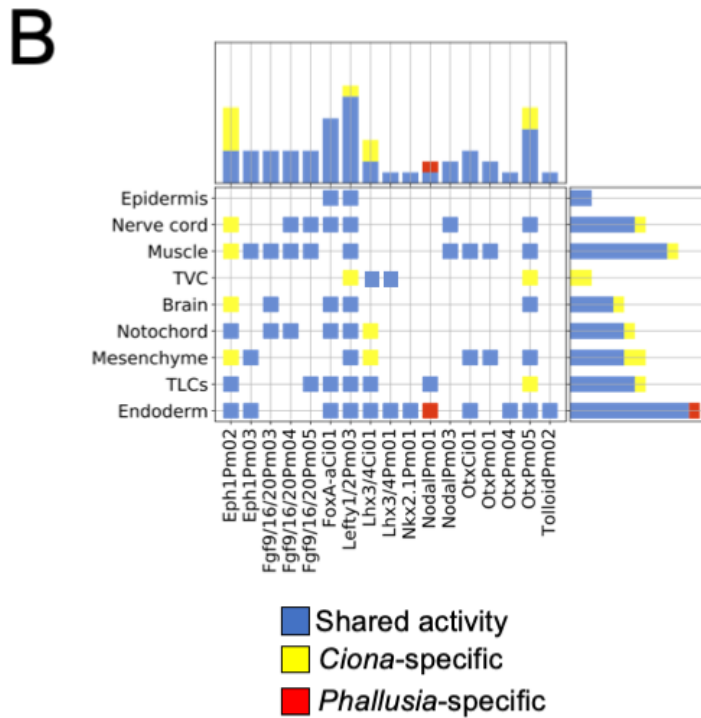 B
Epidermis
Nerve cord
Muscle
TVC
Brain
Notochord
Mesenchyme
TLCs
Endoderm
Eph1Pm02
Eph1Pm03
Fgf9/16/20Pm03
Fgf9/16/20Pm04
Fgf9/16/20Pm05
FoxA-aCi01
Lefty1/2Pm03
Lhx3/4Ci01
Lhx3/4Pm01
Nkx2.1Pm01
NodalPm01
NodalPm03
OtxCi01
OtxPm01
OtxPm04
OtxPm05
TolloidPm02
Shared activity
Ciona-specific
Phallusia-specific